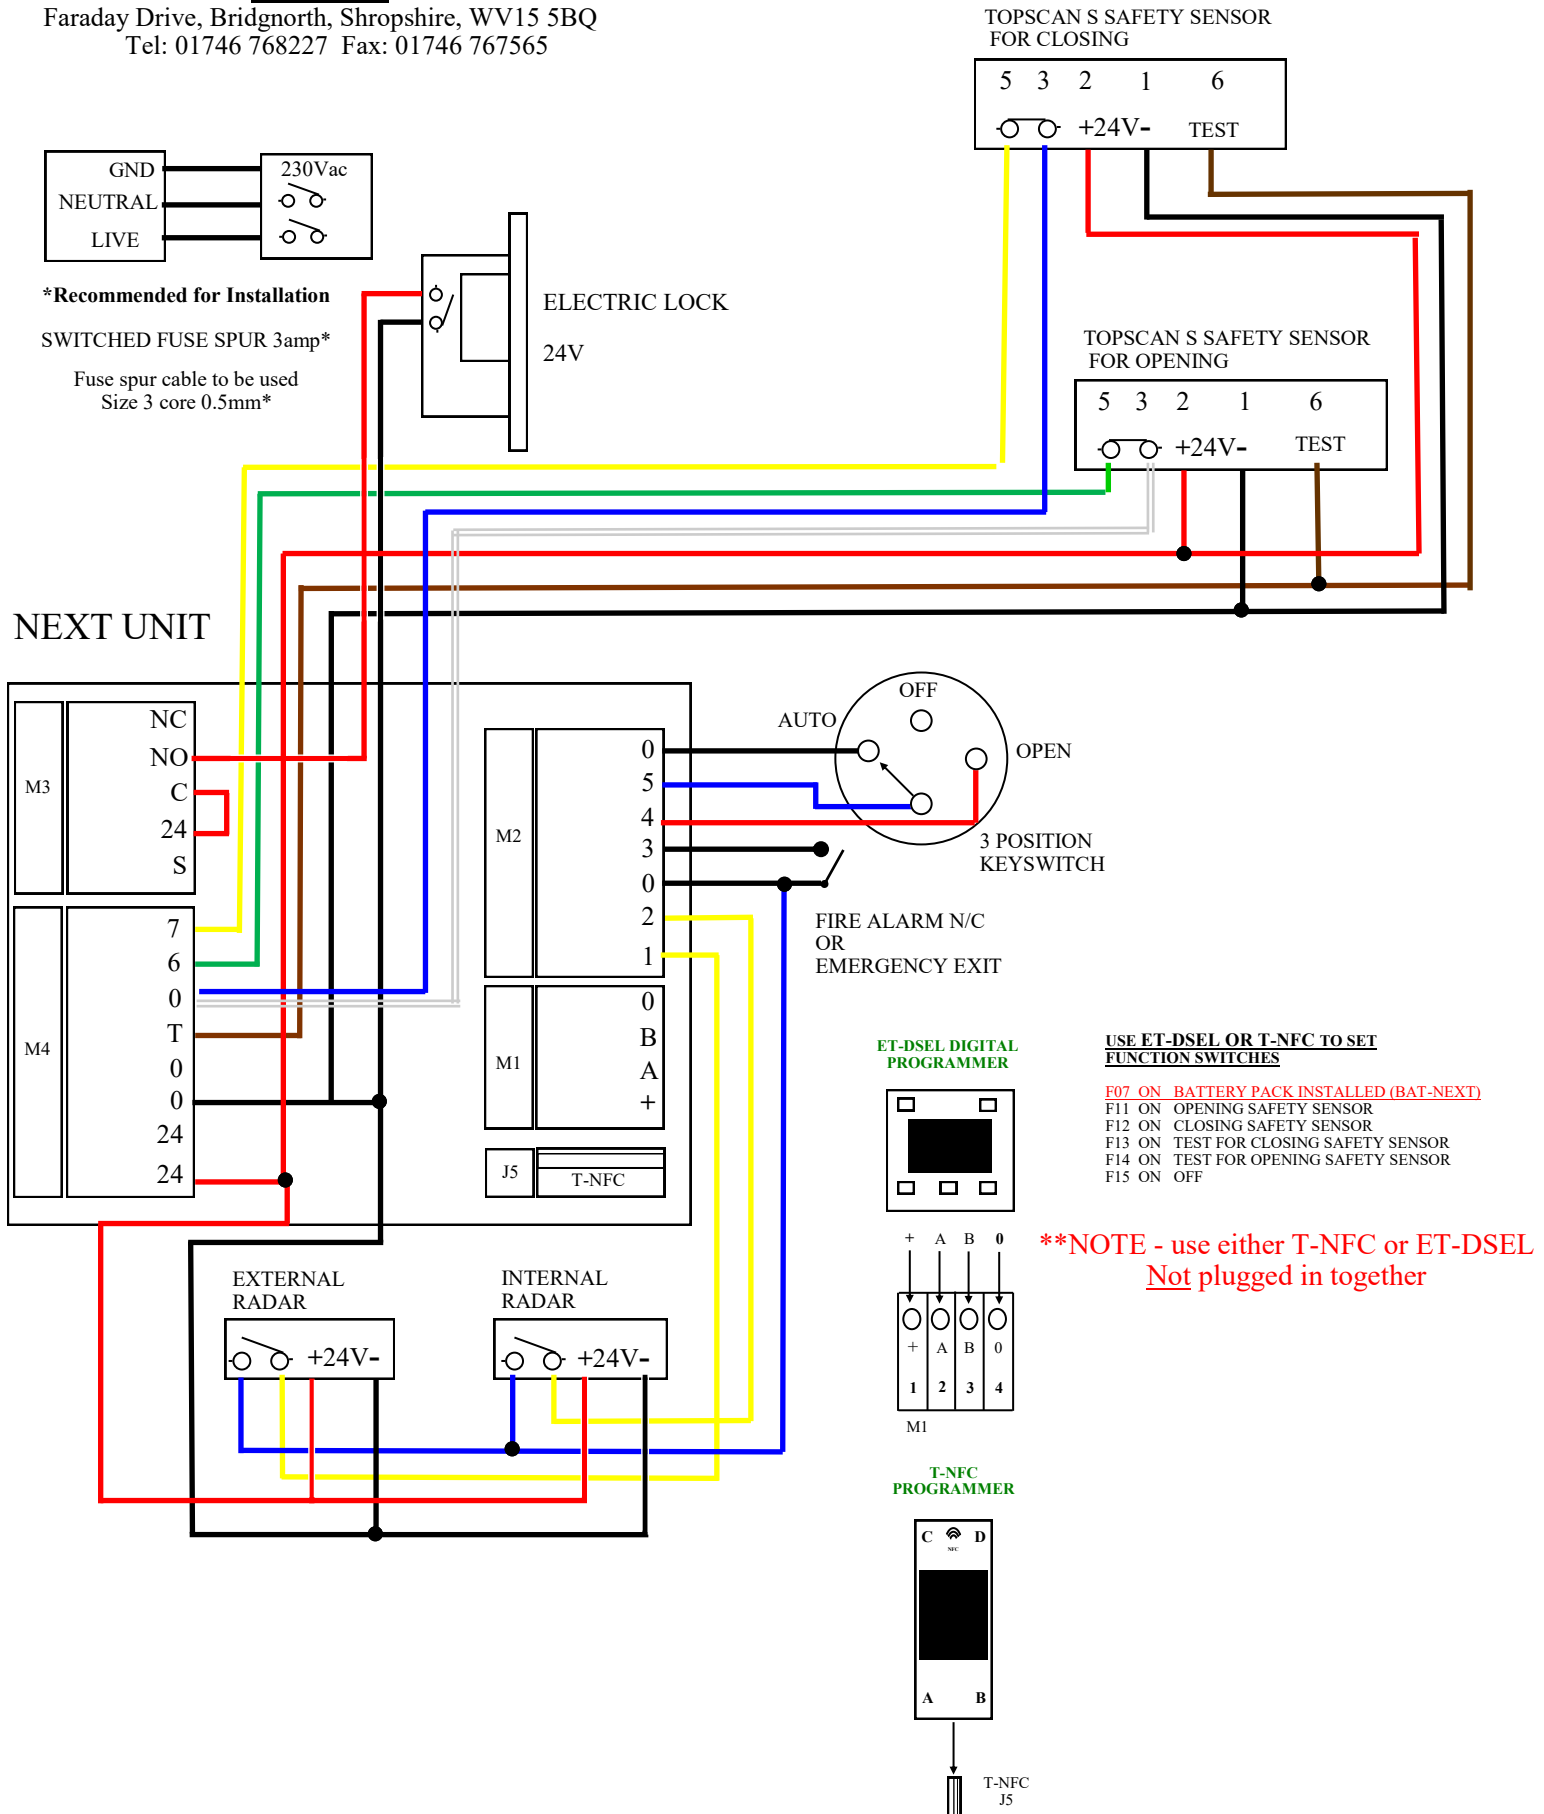 Faraday Drive, Bridgnorth, Shropshire, WV15 5BQ
Tel: 01746 768227  Fax: 01746 767565
TOPSCAN S SAFETY SENSOR
FOR CLOSING
5 3 2 1 6
+24V- TEST
GND
NEUTRAL
LIVE
230Vac
*Recommended for Installation
SWITCHED FUSE SPUR 3amp*
Fuse spur cable to be used
Size 3 core 0.5mm*
ELECTRIC LOCK
24V
TOPSCAN S SAFETY SENSOR
FOR OPENING
5 3 2 1 6
+24V- TEST
NEXT UNIT
M3
NC
NO
C
24
S
M4
7
6
0
T
0
0
24
24
M2
0
5
4
3
0
2
1
M1
0
B
A
+
J5
T-NFC
OFF
AUTO
OPEN
3 POSITION
KEYSWITCH
FIRE ALARM N/C
OR
EMERGENCY EXIT
ET-DSEL DIGITAL
PROGRAMMER
USE ET-DSEL OR T-NFC TO SET
FUNCTION SWITCHES
F07 ON BATTERY PACK INSTALLED (BAT-NEXT)
F11 ON OPENING SAFETY SENSOR
F12 ON CLOSING SAFETY SENSOR
F13 ON TEST FOR CLOSING SAFETY SENSOR
F14 ON TEST FOR OPENING SAFETY SENSOR
F15 ON OFF
+ A B 0
**NOTE - use either T-NFC or ET-DSEL
Not plugged in together
+ A B 0
1 2 3 4
M1
EXTERNAL
RADAR
+24V-
INTERNAL
RADAR
+24V-
T-NFC
PROGRAMMER
C D
NFC
A B
T-NFC
J5